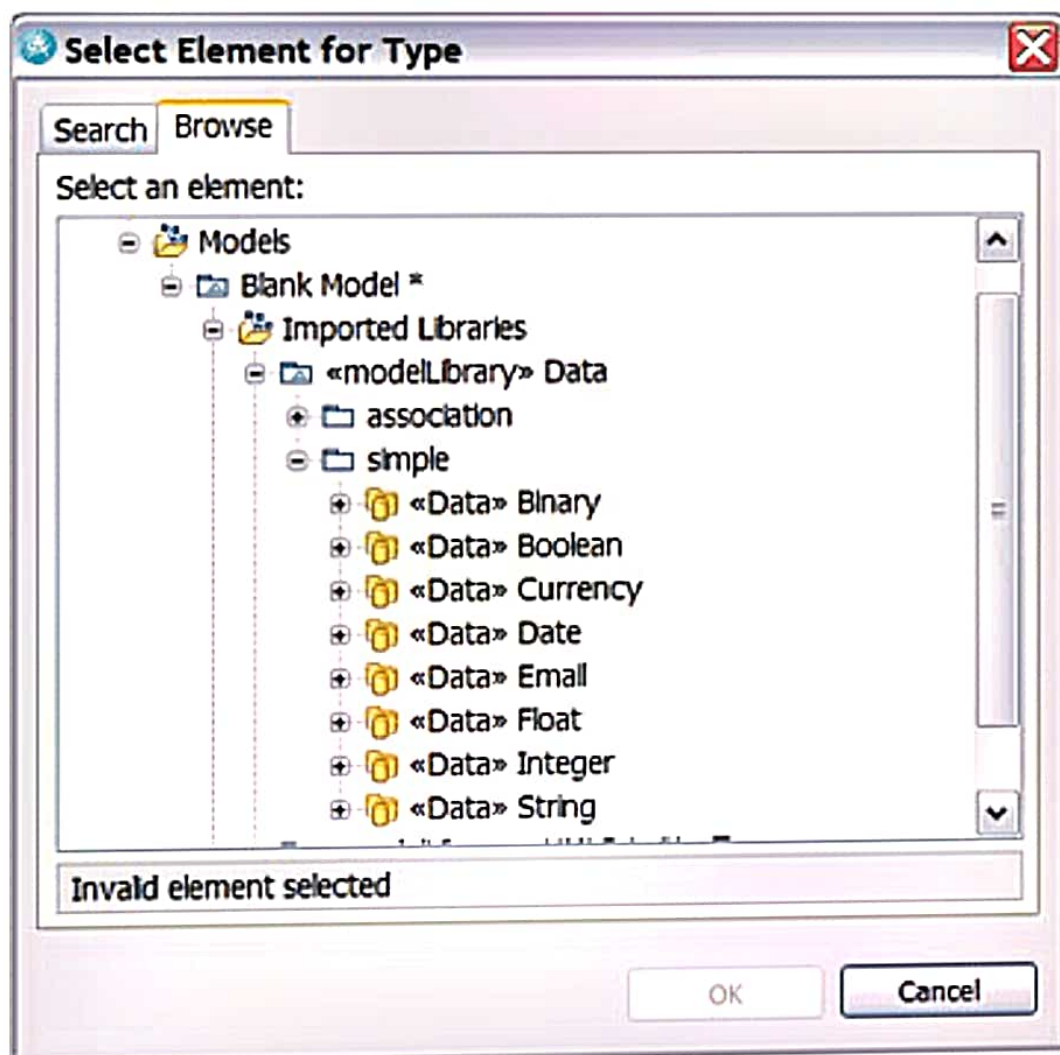 Select Element for Type
Search Browse
Select an element:
Models
Blank Model *
Imported Libraries
«modelLibrary» Data
association
simple
«Data» Binary
«Data» Boolean
«Data» Currency
«Data» Date
«Data» Email
«Data» Float
«Data» Integer
«Data» String
Invalid element selected
OK Cancel